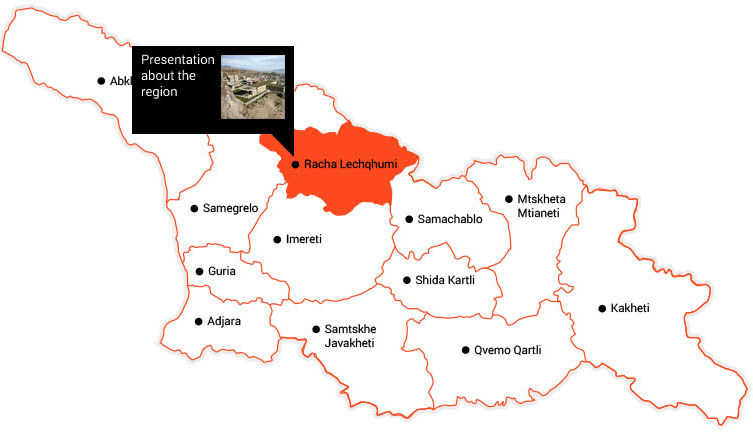 Presentation
about the
region
Abk
Racha Lechqhumi
Samegrelo
Mtskheta
Mtianeti
Samachablo
Imereti
Guria
Shida Kartli
Kakheti
Adjara
Samtskhe
Javakheti
Qvemo Qartli